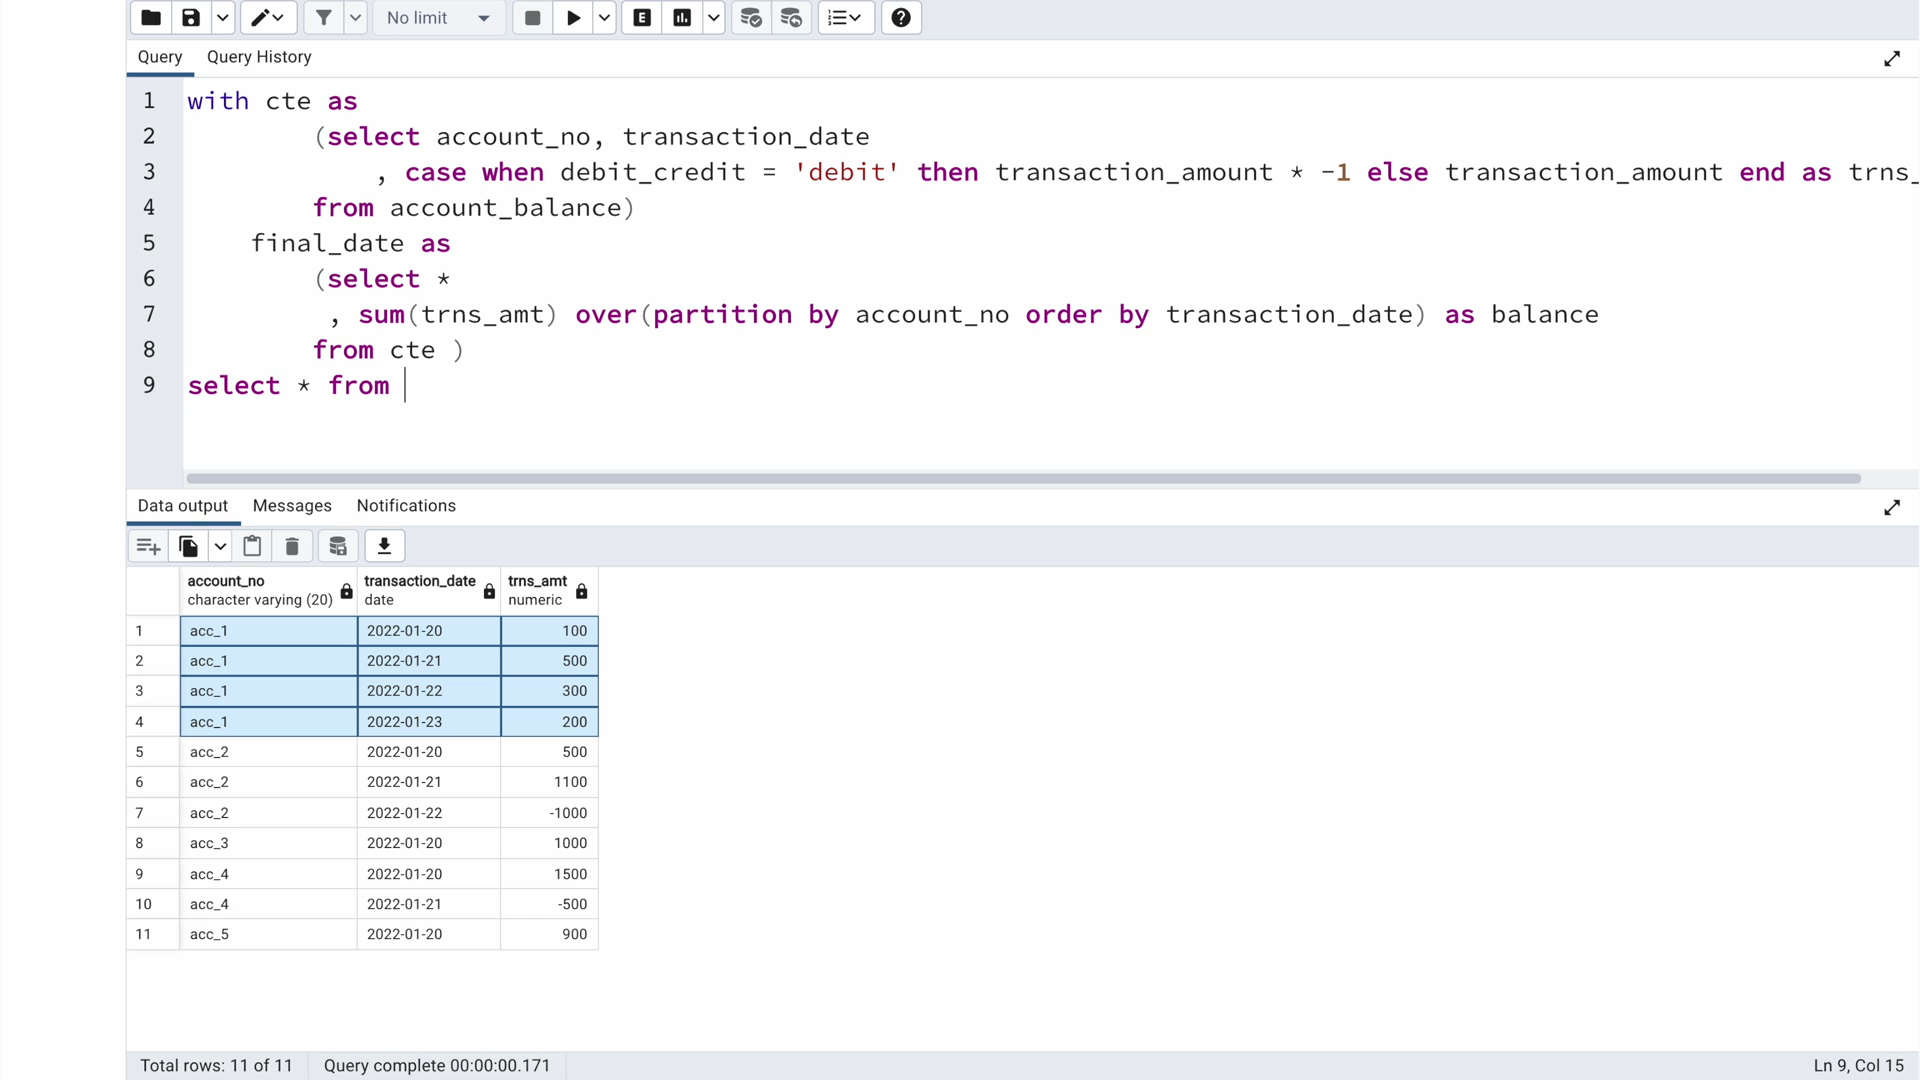 No limit
E
Query Query History
1 with cte as
2 (select account_no, transaction_date
3 , case when debit_credit = 'debit' then transaction_amount * -1 else transaction_amount end as trns_
4 from account_balance)
5 final_date as
6 (select *
7 , sum(trns_amt) over(partition by account_no order by transaction_date) as balance
8 from cte )
9 select * from
Data output Messages Notifications
account_no transaction_date trns_amt
character varying (20) date numeric
1 acc_1 2022-01-20 100
2 acc_1 2022-01-21 500
3 acc_1 2022-01-22 300
4 acc_1 2022-01-23 200
5 acc_2 2022-01-20 500
6 acc_2 2022-01-21 1100
7 acc_2 2022-01-22 -1000
8 acc_3 2022-01-20 1000
9 acc_4 2022-01-20 1500
10 acc_4 2022-01-21 -500
11 acc_5 2022-01-20 900
Total rows: 11 of 11 Query complete 00:00:00.171 Ln 9, Col 15